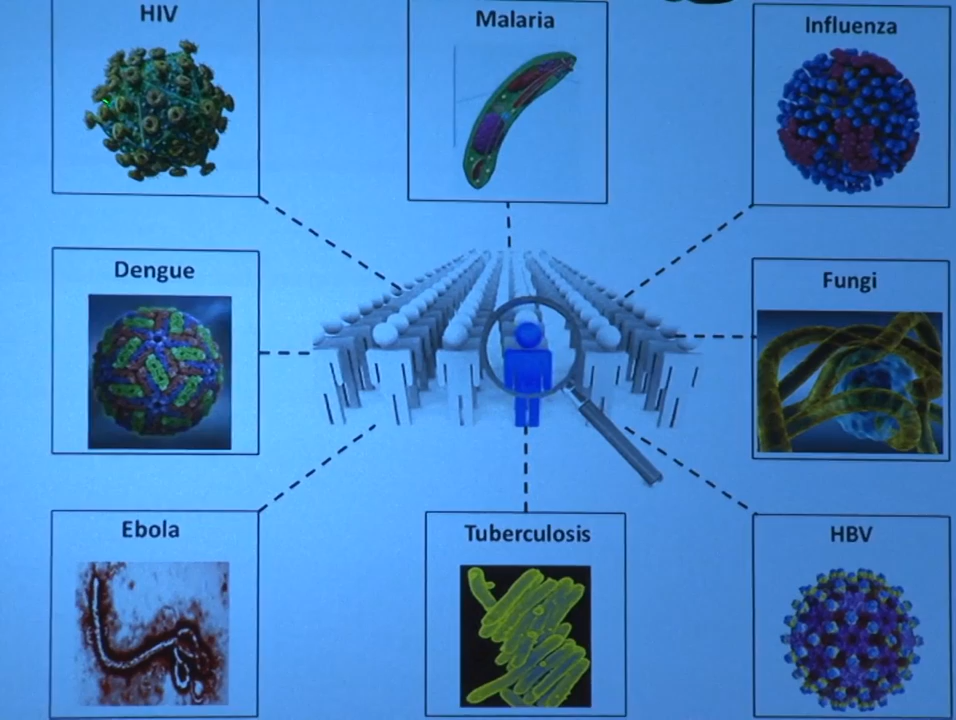 HIV
Malaria
Influenza
Dengue
Fungi
Ebola
Tuberculosis
HBV